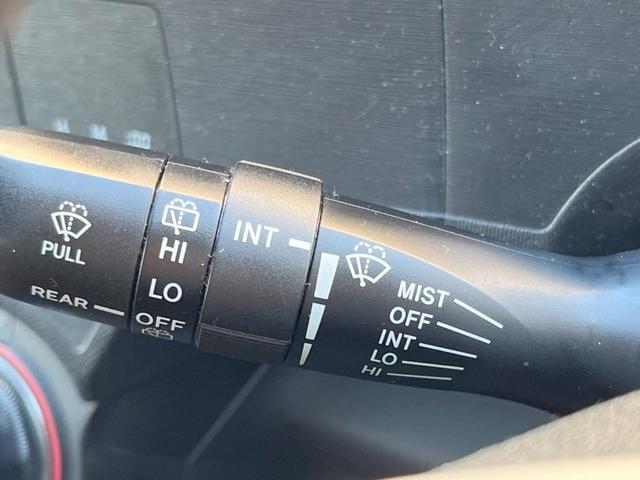 PULL
REAR
HI
LO
OFF
INT
MIST
OFF
INT
LO
HI